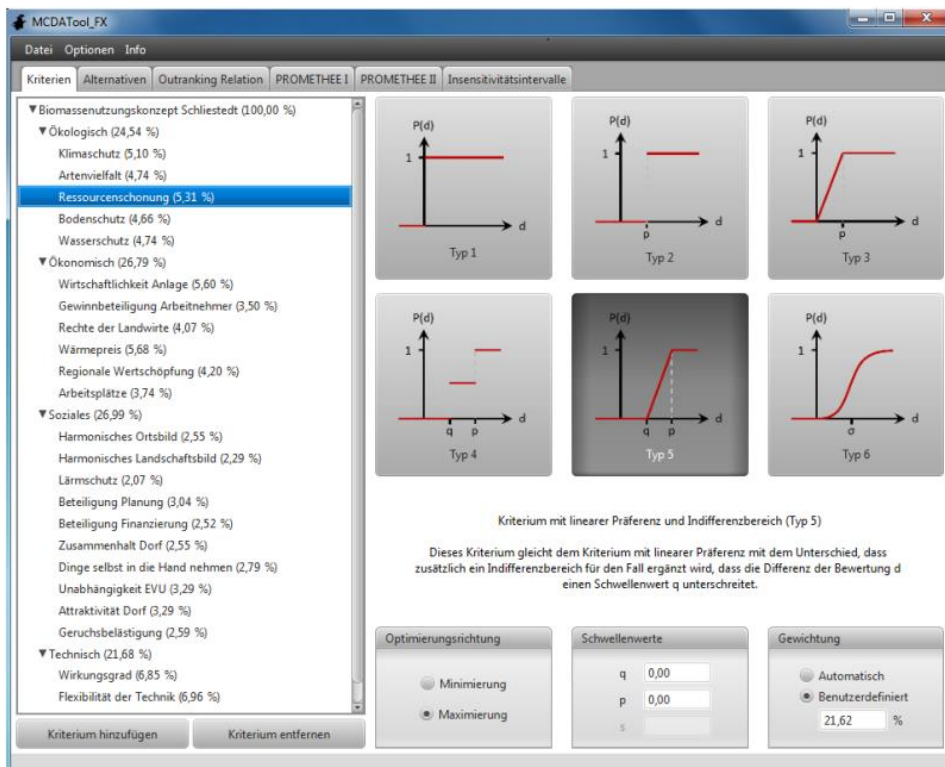 MCDATool_FX
Datei Optionen Info
Kriterien Alternativen Outranking Relation PROMETHEE I PROMETHEE II Insensitivitätsintervalle
Biomassenutzungskonzept Schliestedt (100,00 %)
Ökologisch (24,54 %)
Klimaschutz (5,10 %)
Artenvielfalt (4,74 %)
Ressourcenschonung (5,31 %)
Bodenschutz (4,66 %)
Wasserschutz (4,74 %)
Ökonomisch (26,79 %)
Wirtschaftlichkeit Anlage (5,60 %)
Gewinnbeteiligung Arbeitnehmer (3,50 %)
Rechte der Landwirte (4,07 %)
Wärmepreis (5,68 %)
Regionale Wertschöpfung (4,20 %)
Arbeitsplätze (3,74 %)
Soziales (26,99 %)
Harmonisches Ortsbild (2,55 %)
Harmonisches Landschaftsbild (2,29 %)
Lärmschutz (2,07 %)
Beteiligung Planung (3,04 %)
Beteiligung Finanzierung (2,52 %)
Zusammenhalt Dorf (2,55 %)
Dinge selbst in die Hand nehmen (2,79 %)
Unabhängigkeit EVU (3,29 %)
Attraktivität Dorf (3,29 %)
Geruchsbelästigung (2,59 %)
Technisch (21,68 %)
Wirkungsgrad (6,85 %)
Flexibilität der Technik (6,96 %)
Kriterium hinzufügen Kriterium entfernen
P(d)
1
d
Typ 1
P(d)
1
p
d
Typ 2
P(d)
1
p
d
Typ 3
P(d)
1
q p
d
Typ 4
P(d)
1
q p
d
Typ 5
P(d)
1
σ
d
Typ 6
Kriterium mit linearer Präferenz und Indifferenzbereich (Typ 5)
Dieses Kriterium gleicht dem Kriterium mit linearer Präferenz mit dem Unterschied, dass
zusätzlich ein Indifferenzbereich für den Fall ergänzt wird, dass die Differenz der Bewertung d
einen Schwellenwert q unterschreitet.
Optimierungsrichtung
Minimierung
Maximierung
Schwellenwerte
q 0,00
p 0,00
s
Gewichtung
Automatisch
Benutzerdefiniert
21,62 %